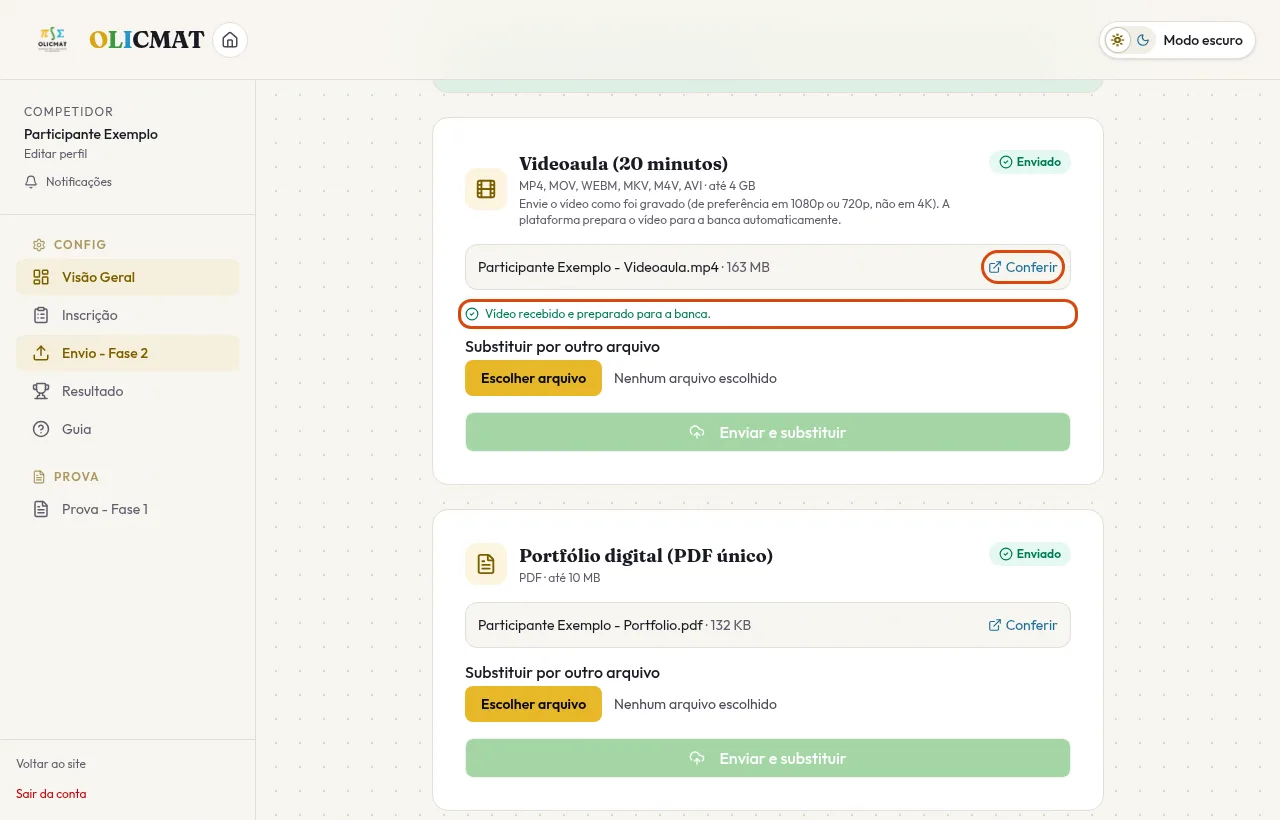 πSΣ
OLICMAT
OLICMAT
Modo escuro
COMPETIDOR
Participante Exemplo
Editar perfil
Notificações
CONFIG
Visão Geral
Inscrição
Envio - Fase 2
Resultado
Guia
PROVA
Prova - Fase 1
Voltar ao site
Sair da conta
Videoaula (20 minutos)
Enviado
MP4, MOV, WEBM, MKV, M4V, AVI · até 4 GB
Envie o vídeo como foi gravado (de preferência em 1080p ou 720p, não em 4K). A
plataforma prepara o vídeo para a banca automaticamente.
Participante Exemplo - Videoaula.mp4 · 163 MB
Conferir
Vídeo recebido e preparado para a banca.
Substituir por outro arquivo
Escolher arquivo
Nenhum arquivo escolhido
Enviar e substituir
Portfólio digital (PDF único)
Enviado
PDF · até 10 MB
Participante Exemplo - Portfolio.pdf · 132 KB
Conferir
Substituir por outro arquivo
Escolher arquivo
Nenhum arquivo escolhido
Enviar e substituir